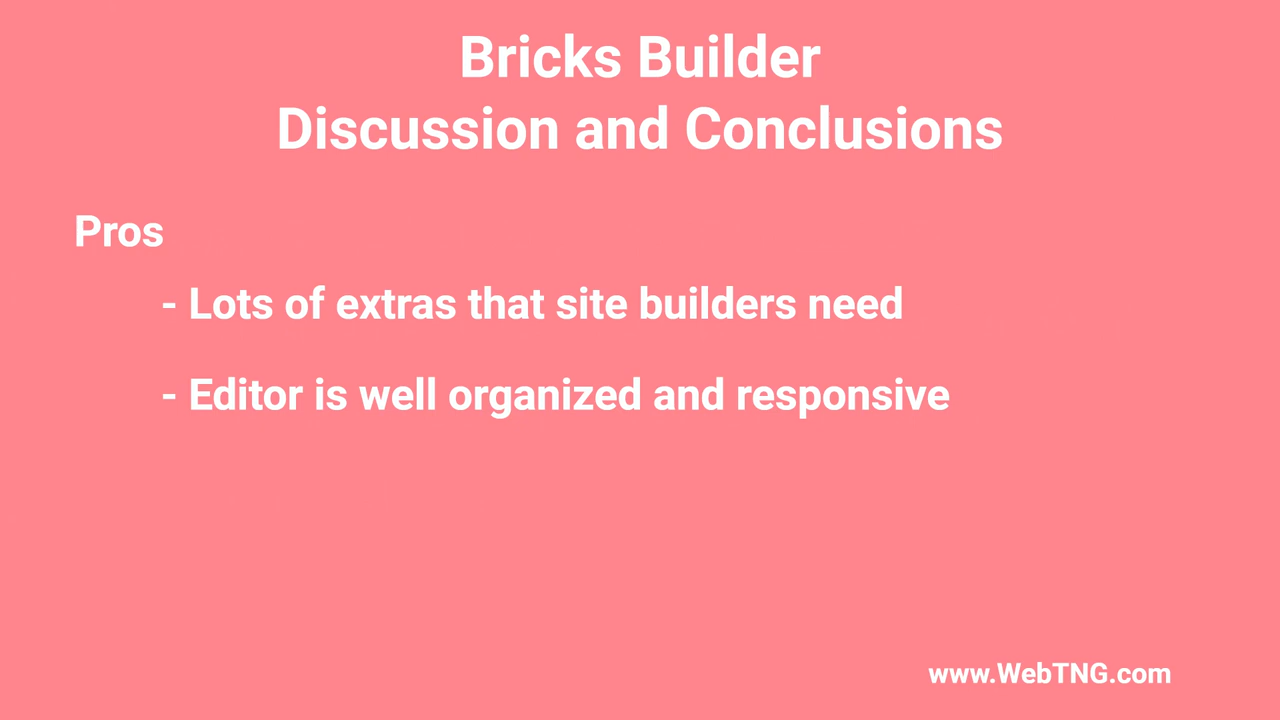 Bricks Builder
Discussion and Conclusions
Pros
- Lots of extras that site builders need
- Editor is well organized and responsive
www.WebTNG.com